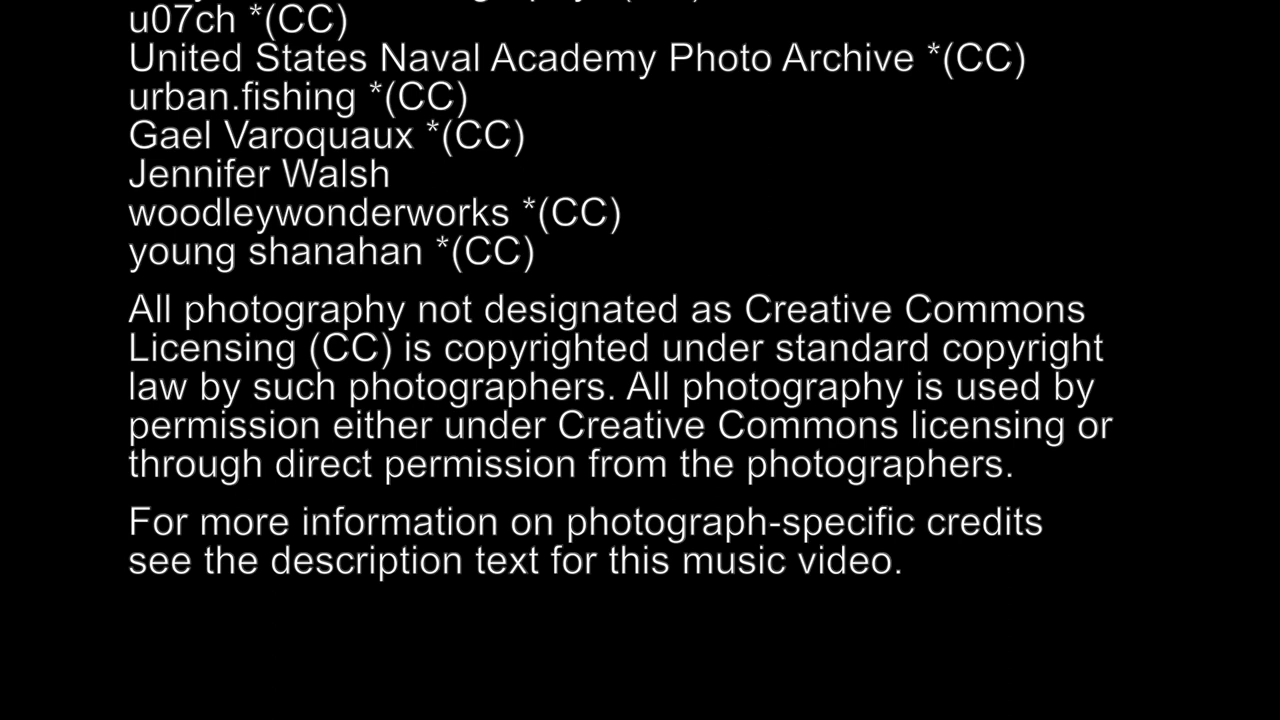 u07ch *(CC)
United States Naval Academy Photo Archive *(CC)
urban.fishing *(CC)
Gael Varoquaux *(CC)
Jennifer Walsh
woodleywonderworks *(CC)
young shanahan *(CC)
All photography not designated as Creative Commons
Licensing (CC) is copyrighted under standard copyright
law by such photographers. All photography is used by
permission either under Creative Commons licensing or
through direct permission from the photographers.
For more information on photograph-specific credits
see the description text for this music video.